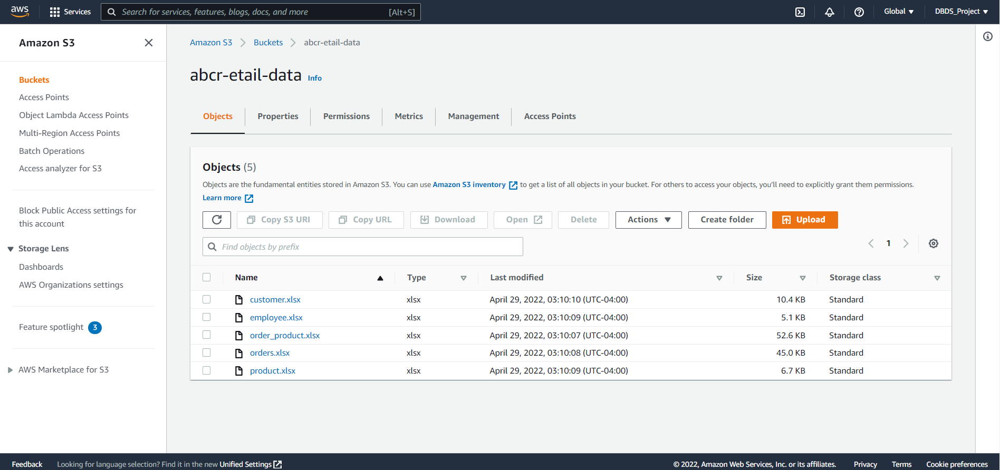 aws Services Search for services, features, blogs, docs, and more [Alt+S] Global DBDS_Project
Amazon S3
Buckets
Access Points
Object Lambda Access Points
Multi-Region Access Points
Batch Operations
Access analyzer for S3
Block Public Access settings for
this account
Storage Lens
Dashboards
AWS Organizations settings
Feature spotlight 3
AWS Marketplace for S3
Amazon S3 Buckets abcr-etail-data
abcr-etail-data Info
Objects Properties Permissions Metrics Management Access Points
Objects (5)
Objects are the fundamental entities stored in Amazon S3. You can use Amazon S3 inventory to get a list of all objects in your bucket. For others to access your objects, you'll need to explicitly grant them permissions.
Learn more
Copy S3 URI Copy URL Download Open Delete Actions Create folder Upload
Find objects by prefix 1
Name Type Last modified Size Storage class
customer.xlsx xlsx April 29, 2022, 03:10:10 (UTC-04:00) 10.4 KB Standard
employee.xlsx xlsx April 29, 2022, 03:10:09 (UTC-04:00) 5.1 KB Standard
order_product.xlsx xlsx April 29, 2022, 03:10:07 (UTC-04:00) 52.6 KB Standard
orders.xlsx xlsx April 29, 2022, 03:10:08 (UTC-04:00) 45.0 KB Standard
product.xlsx xlsx April 29, 2022, 03:10:09 (UTC-04:00) 6.7 KB Standard
Feedback Looking for language selection? Find it in the new Unified Settings © 2022, Amazon Web Services, Inc. or its affiliates. Privacy Terms Cookie preferences